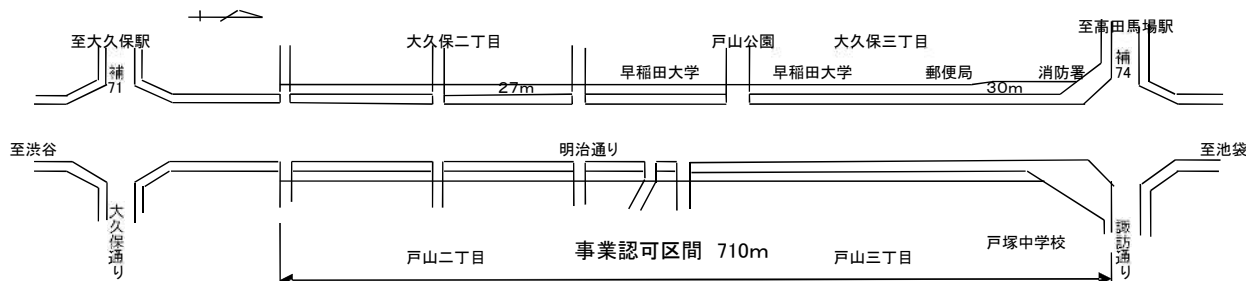 至大久保駅
大久保二丁目
戸山公園
大久保三丁目
至高田馬場駅
補71
早稲田大学
早稲田大学
郵便局
消防署
補74
27m
30m
至渋谷
明治通り
至池袋
大久保通り
戸山二丁目
事業認可区間 710m
戸山三丁目
戸塚中学校
諏訪通り